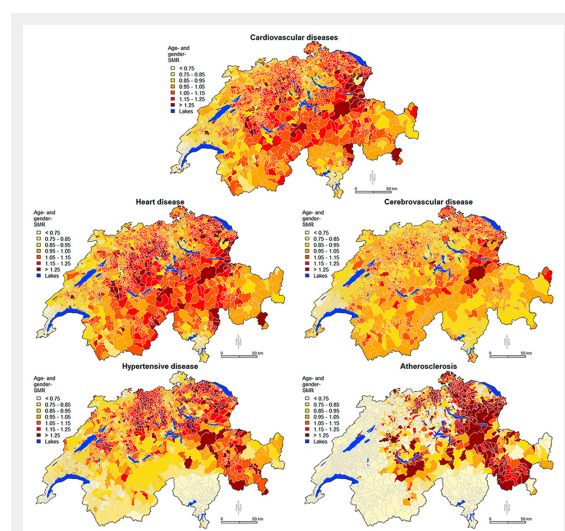 Cardiovascular diseases
Age- and
gender-
SMR
< 0.75
0.75 - 0.85
0.85 - 0.95
0.95 - 1.05
1.05 - 1.15
1.15 - 1.25
> 1.25
Lakes
0 50 km
Heart disease
Age- and
gender-
SMR
< 0.75
0.75 - 0.85
0.85 - 0.95
0.95 - 1.05
1.05 - 1.15
1.15 - 1.25
> 1.25
Lakes
0 50 km
Cerebrovascular disease
Age- and
gender-
SMR
< 0.75
0.75 - 0.85
0.85 - 0.95
0.95 - 1.05
1.05 - 1.15
1.15 - 1.25
> 1.25
Lakes
0 50 km
Hypertensive disease
Age- and
gender-
SMR
< 0.75
0.75 - 0.85
0.85 - 0.95
0.95 - 1.05
1.05 - 1.15
1.15 - 1.25
> 1.25
Lakes
0 50 km
Atherosclerosis
Age- and
gender-
SMR
< 0.75
0.75 - 0.85
0.85 - 0.95
0.95 - 1.05
1.05 - 1.15
1.15 - 1.25
> 1.25
Lakes
0 50 km